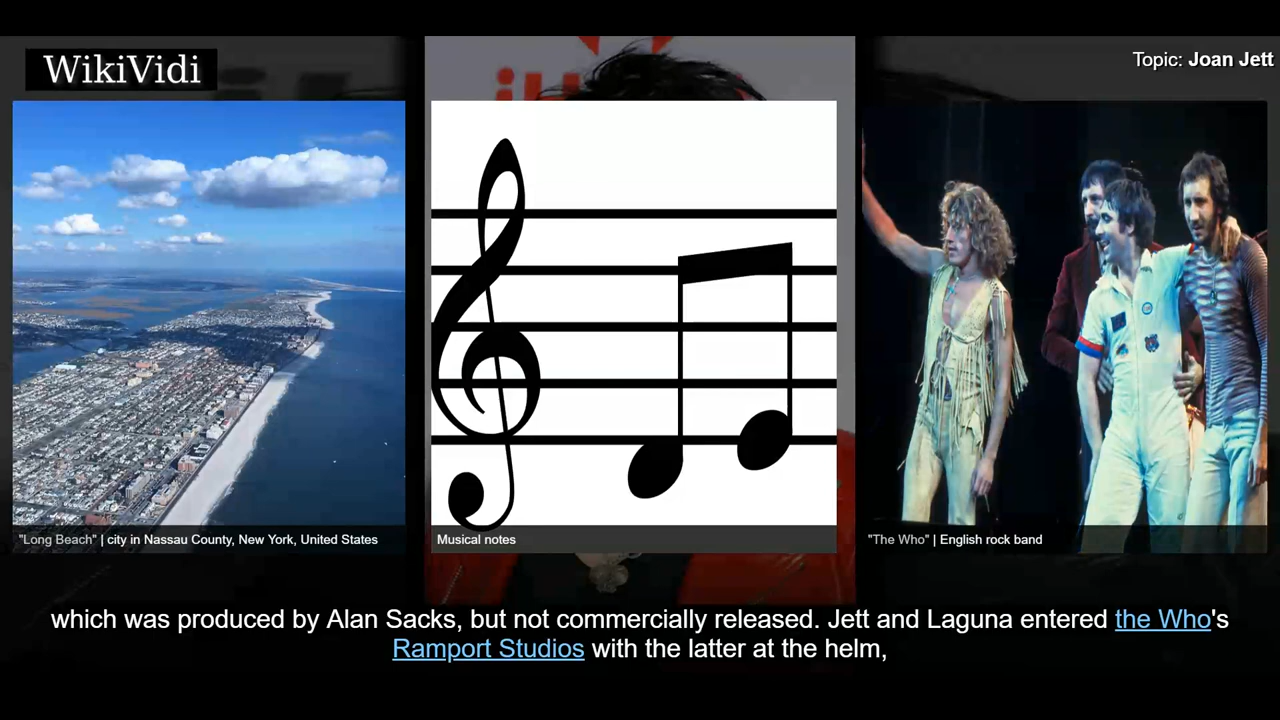 WikiVidi
Topic: Joan Jett
"Long Beach" | city in Nassau County, New York, United States
Musical notes
"The Who" | English rock band
which was produced by Alan Sacks, but not commercially released. Jett and Laguna entered the Who's
Ramport Studios with the latter at the helm,